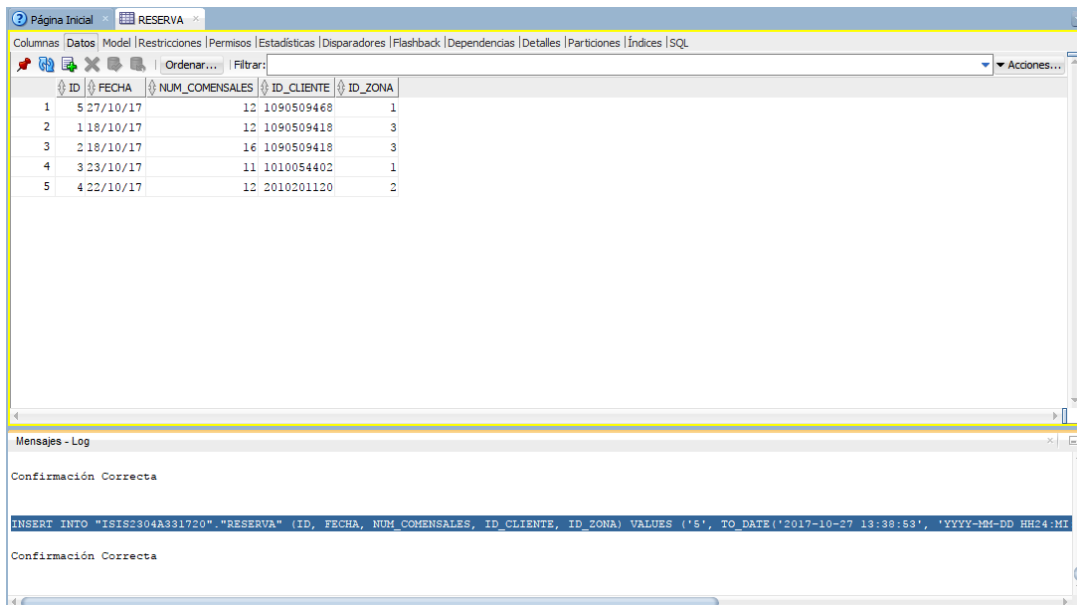 Página Inicial RESERVA
Columnas Datos Model Restricciones Permisos Estadísticas Disparadores Flashback Dependencias Detalles Particiones Índices SQL
Ordenar... Filtrar: Acciones...
ID FECHA NUM_COMENSALES ID_CLIENTE ID_ZONA
1 5 27/10/17 12 1090509468 1
2 1 18/10/17 12 1090509418 3
3 2 18/10/17 16 1090509418 3
4 3 23/10/17 11 1010054402 1
5 4 22/10/17 12 2010201120 2
Mensajes - Log
Confirmación Correcta
INSERT INTO "ISIS2304A331720"."RESERVA" (ID, FECHA, NUM_COMENSALES, ID_CLIENTE, ID_ZONA) VALUES ('5', TO_DATE('2017-10-27 13:38:53', 'YYYY-MM-DD HH24:MI
Confirmación Correcta